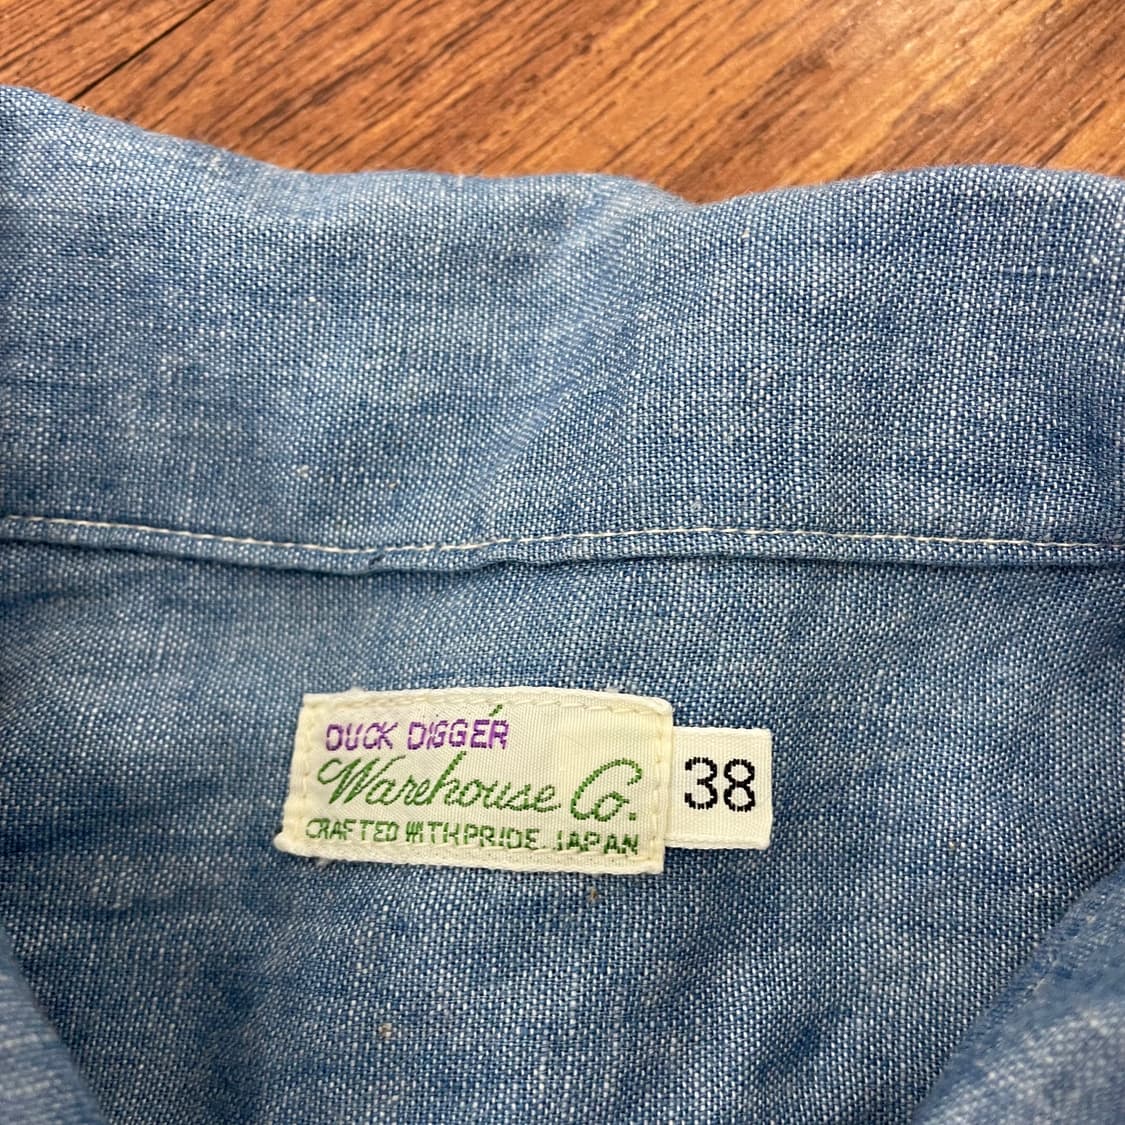 DUCK DIGGER
Warehouse Co.
CRAFTED WITH PRIDE. JAPAN
38